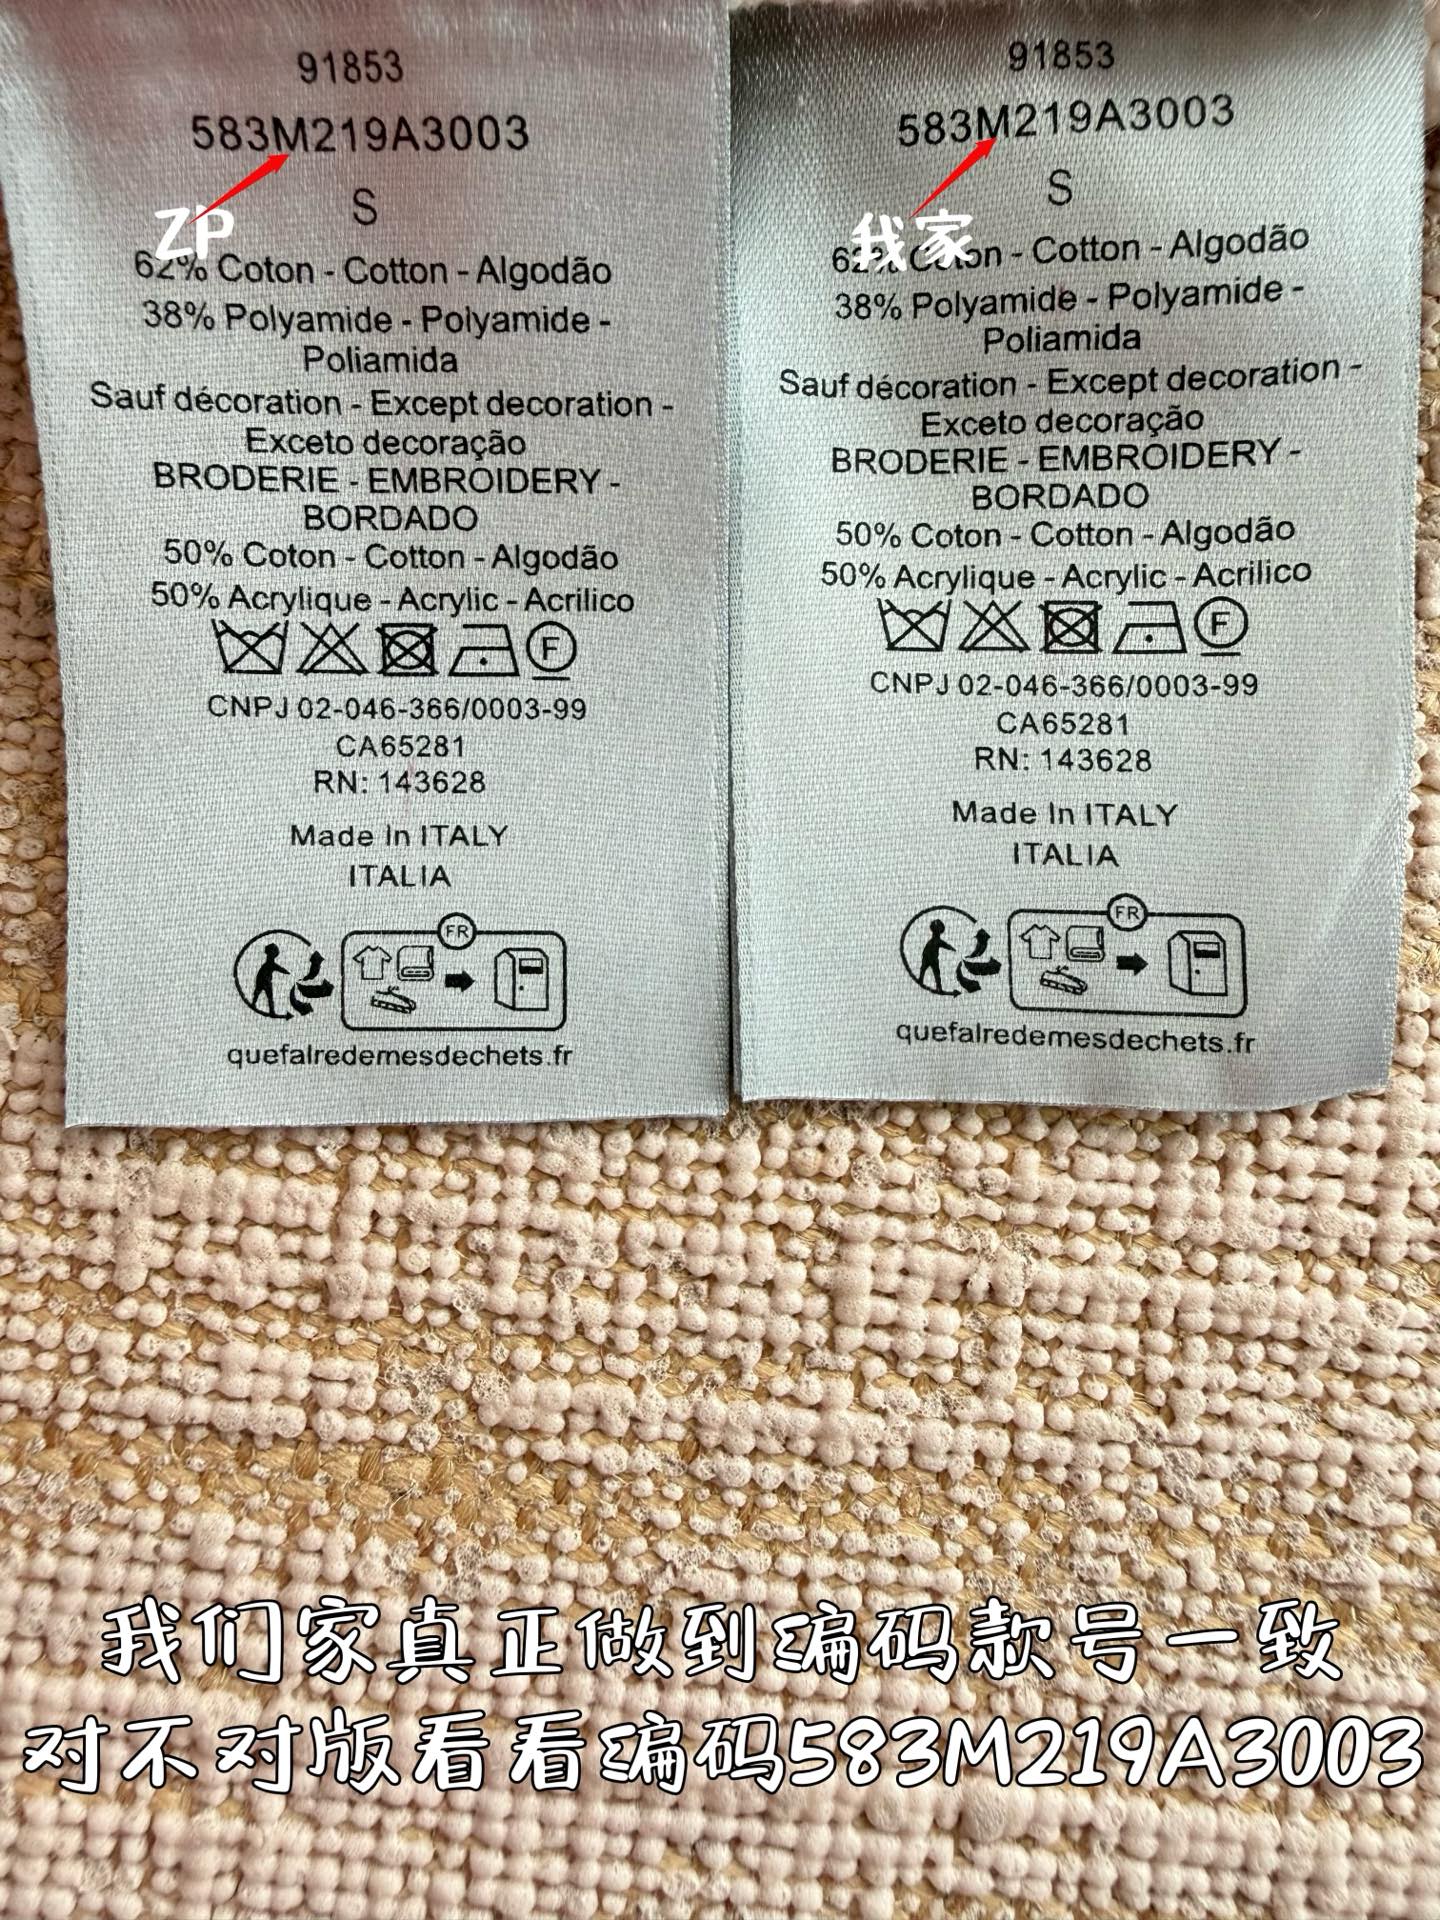 91853
583M219A3003
S
ZP
62% Coton - Cotton - Algodão
38% Polyamide - Polyamide -
Poliamida
Sauf décoration - Except decoration -
Exceto decoração
BRODERIE - EMBROIDERY -
BORDADO
50% Coton - Cotton - Algodão
50% Acrylique - Acrylic - Acrilico
F
CNPJ 02-046-366/0003-99
CA65281
RN: 143628
Made In ITALY
ITALIA
FR
quefalredemesdechets.fr
91853
583M219A3003
S
我家
62% Coton - Cotton - Algodão
38% Polyamide - Polyamide -
Poliamida
Sauf décoration - Except decoration -
Exceto decoração
BRODERIE - EMBROIDERY -
BORDADO
50% Coton - Cotton - Algodão
50% Acrylique - Acrylic - Acrilico
F
CNPJ 02-046-366/0003-99
CA65281
RN: 143628
Made In ITALY
ITALIA
FR
quefalredemesdechets.fr
我们家真正做到编码款号一致
对不对版看看编码583M219A3003